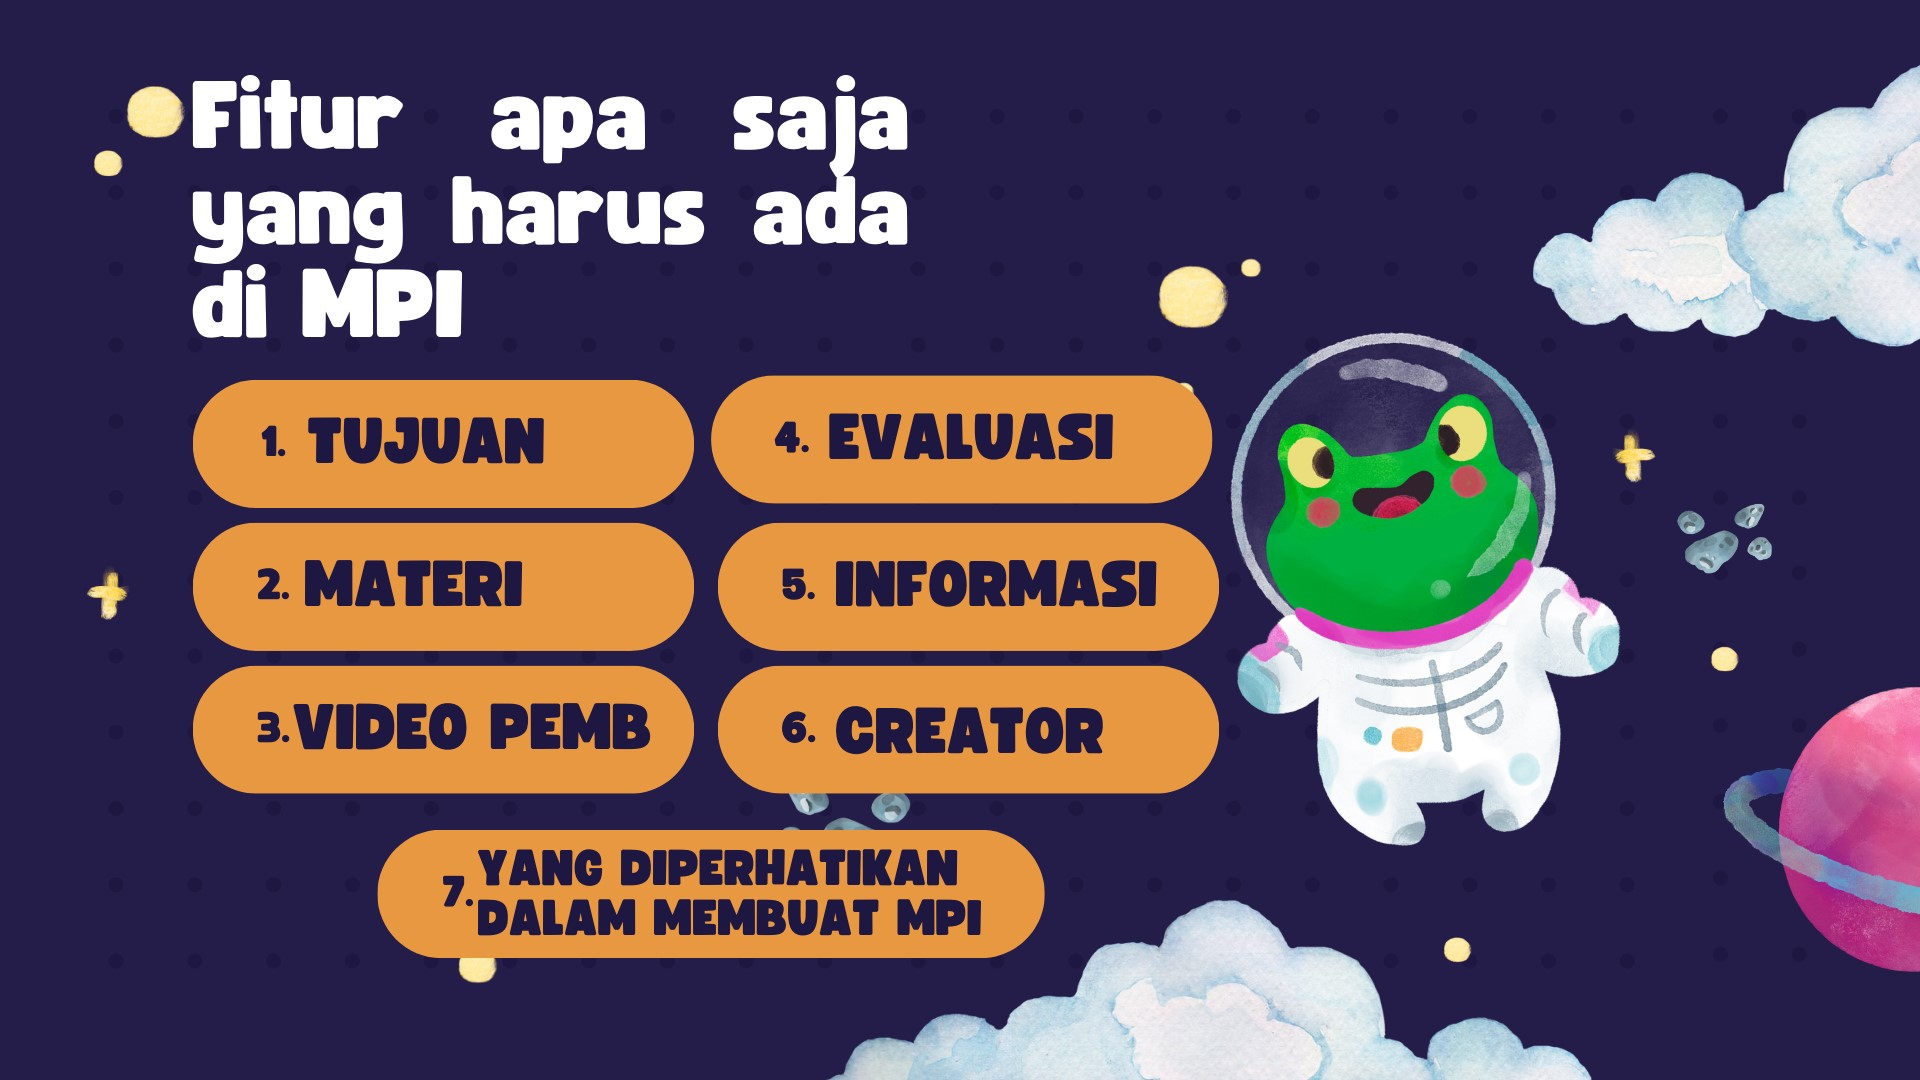 Fitur apa saja
yang harus ada
di MPI
1. TUJUAN
2. MATERI
3. VIDEO PEMB
4. EVALUASI
5. INFORMASI
6. CREATOR
7. YANG DIPERHATIKAN
DALAM MEMBUAT MPI